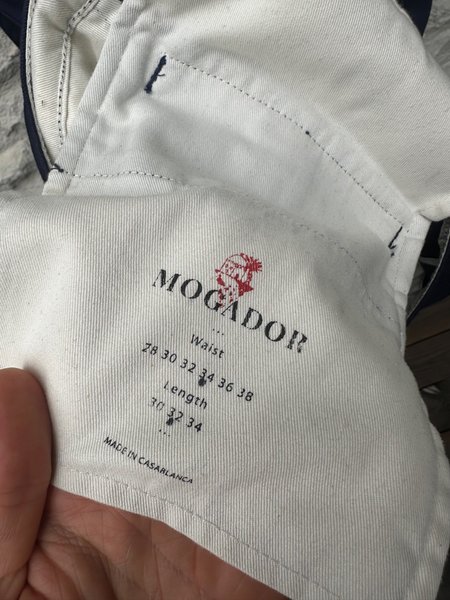 MOGADOR
...
Waist
28 30 32 34 36 38
Length
30 32 34
...
MADE IN CASABLANCA